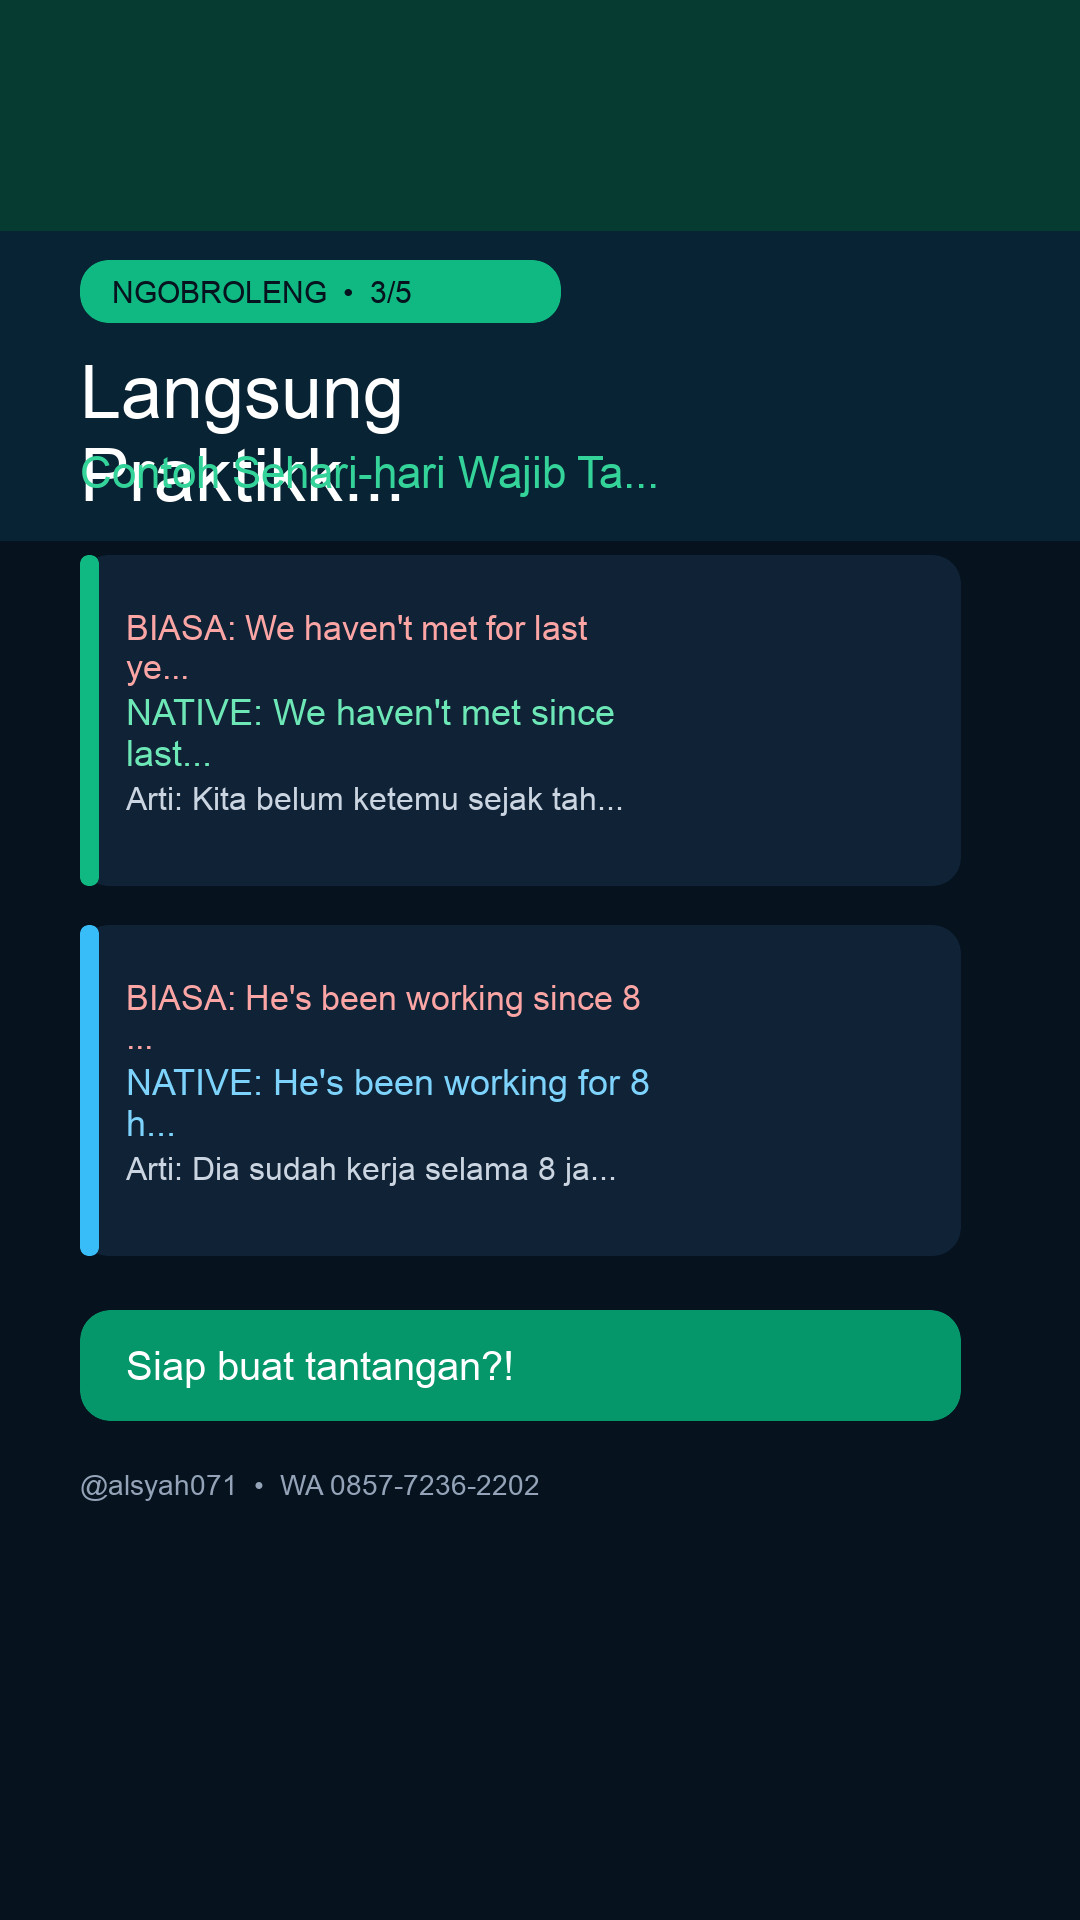 NGOBROLENG • 3/5
Langsung
Praktikk...
Contoh Sehari-hari Wajib Ta...
BIASA: We haven't met for last
ye...
NATIVE: We haven't met since
last...
Arti: Kita belum ketemu sejak tah...
BIASA: He's been working since 8
...
NATIVE: He's been working for 8
h...
Arti: Dia sudah kerja selama 8 ja...
Siap buat tantangan?!
@alsyah071 • WA 0857-7236-2202